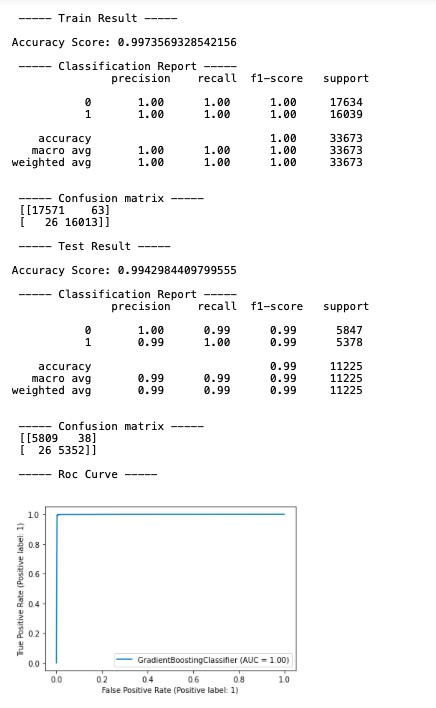 ----- Train Result -----
Accuracy Score: 0.9973569328542156
----- Classification Report -----
precision recall f1-score support
0 1.00 1.00 1.00 17634
1 1.00 1.00 1.00 16039
accuracy 1.00 33673
macro avg 1.00 1.00 1.00 33673
weighted avg 1.00 1.00 1.00 33673
----- Confusion matrix -----
[[17571 63]
[ 26 16013]]
----- Test Result -----
Accuracy Score: 0.9942984409799555
----- Classification Report -----
precision recall f1-score support
0 1.00 0.99 0.99 5847
1 0.99 1.00 0.99 5378
accuracy 0.99 11225
macro avg 0.99 0.99 0.99 11225
weighted avg 0.99 0.99 0.99 11225
----- Confusion matrix -----
[[5809 38]
[ 26 5352]]
----- Roc Curve -----
True Positive Rate (Positive label: 1)
1.0
0.8
0.6
0.4
0.2
0.0
GradientBoostingClassifier (AUC = 1.00)
0.0 0.2 0.4 0.6 0.8 1.0
False Positive Rate (Positive label: 1)